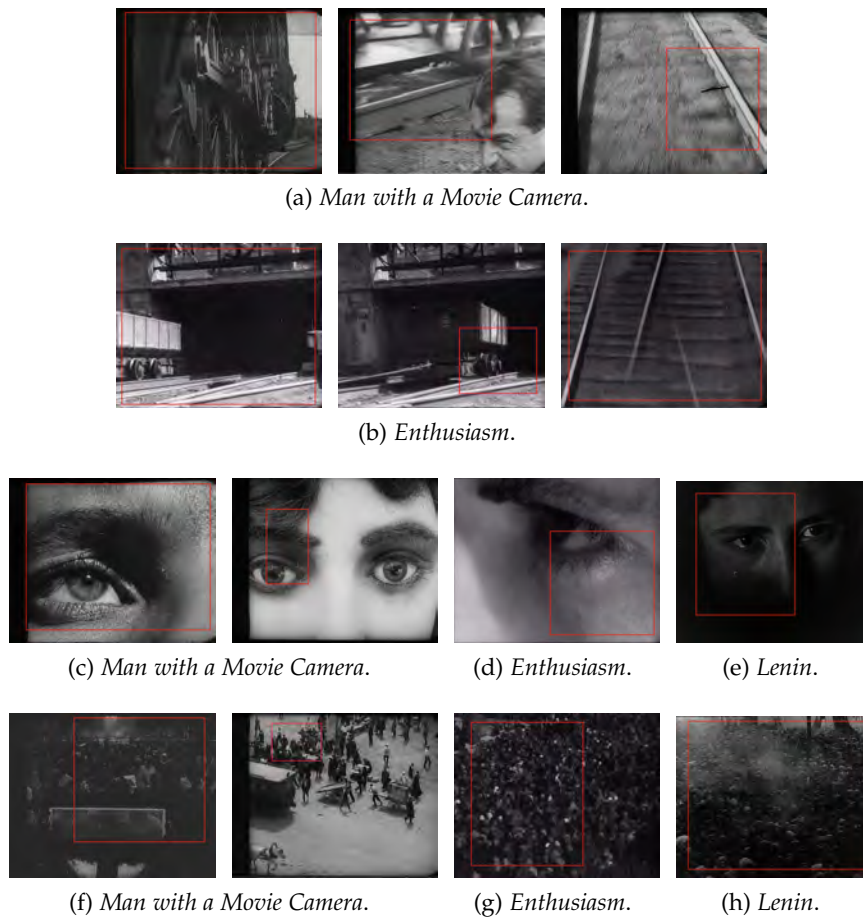 (a) Man with a Movie Camera.
(b) Enthusiasm.
(c) Man with a Movie Camera.
(d) Enthusiasm.
(e) Lenin.
(f) Man with a Movie Camera.
(g) Enthusiasm.
(h) Lenin.